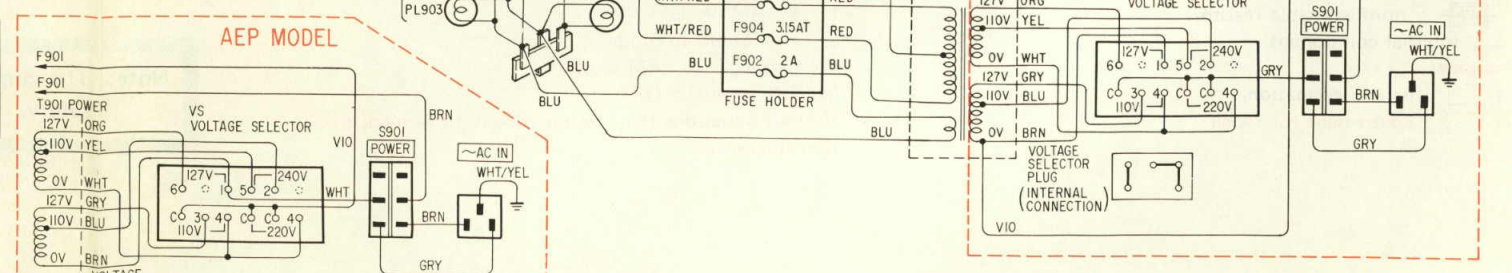 AEP MODEL
F901
F901
T901 POWER
127V ORG
110V YEL
0V WHT
127V GRY
110V BLU
0V BRN
VS
VOLTAGE SELECTOR
127V 240V
6 1 5 2
C 3 4 C C 4
110V 220V
WHT
VIO
BRN
S901
POWER
~AC IN
WHT/YEL
BRN
GRY
PL903
BLU
BLU
WHT/RED F904 3.15AT RED
BLU F902 2A BLU
FUSE HOLDER
BLU
127V ORG
110V YEL
0V WHT
127V GRY
110V BLU
0V BRN
VOLTAGE SELECTOR
127V 240V
6 1 5 2
C 3 4 C C 4
110V 220V
GRY
S901
POWER
~AC IN
WHT/YEL
BRN
GRY
VOLTAGE
SELECTOR
PLUG
(INTERNAL
CONNECTION)
VIO